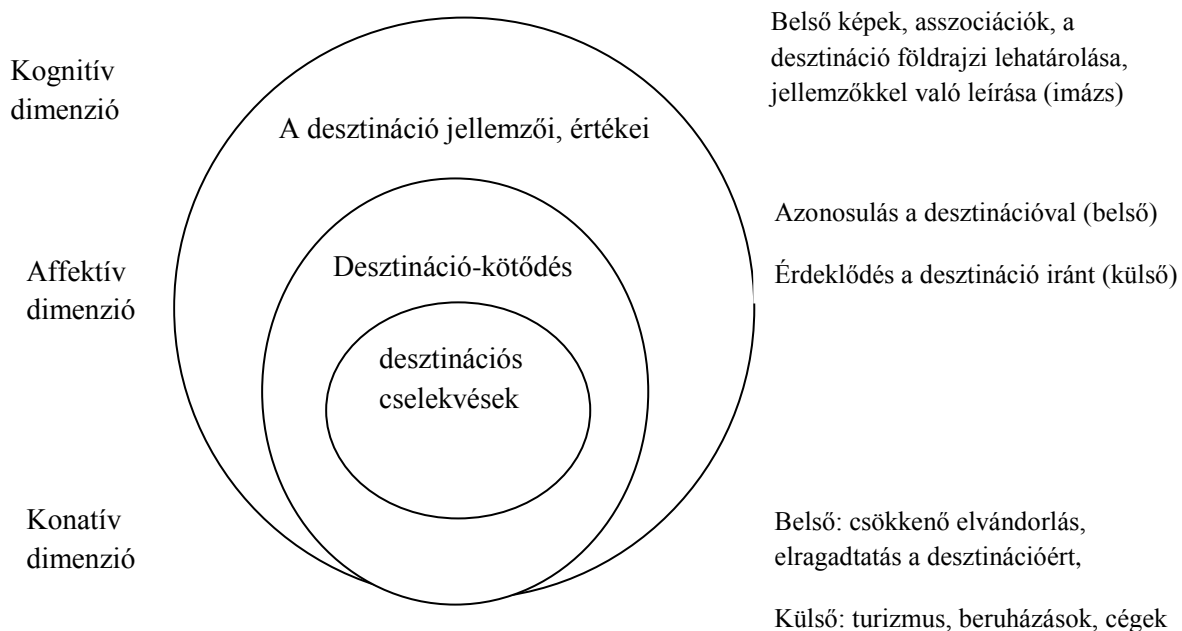 Kognitív
dimenzió
A desztináció jellemzői, értékei
Belső képek, asszociációk, a
desztináció földrajzi lehatárolása,
jellemzőkkel való leírása (imázs)
Affektív
dimenzió
Desztináció-kötődés
Azonosulás a desztinációval (belső)
Érdeklődés a desztináció iránt (külső)
desztinációs
cselekvések
Konatív
dimenzió
Belső: csökkenő elvándorlás,
elragadtatás a desztinációért,
Külső: turizmus, beruházások, cégek